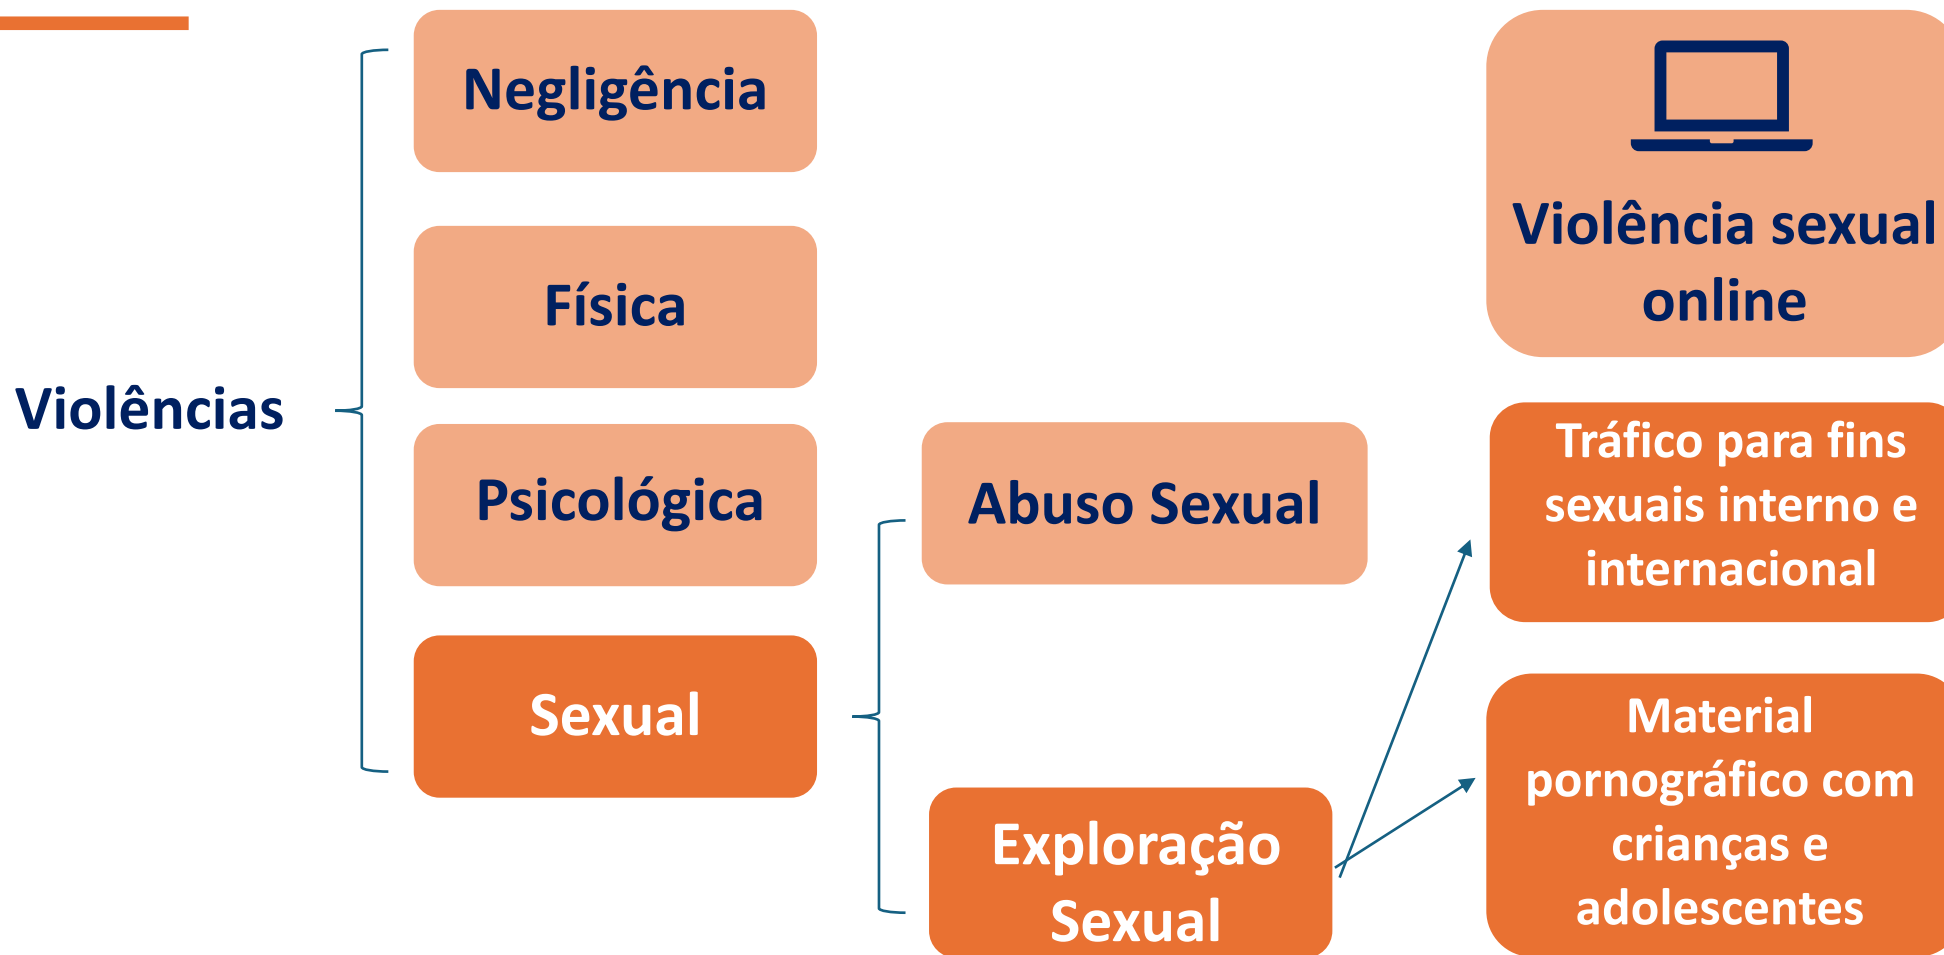 Violências
Negligência
Física
Psicológica
Sexual
Abuso Sexual
Exploração
Sexual
Violência sexual
online
Tráfico para fins
sexuais interno e
internacional
Material
pornográfico com
crianças e
adolescentes